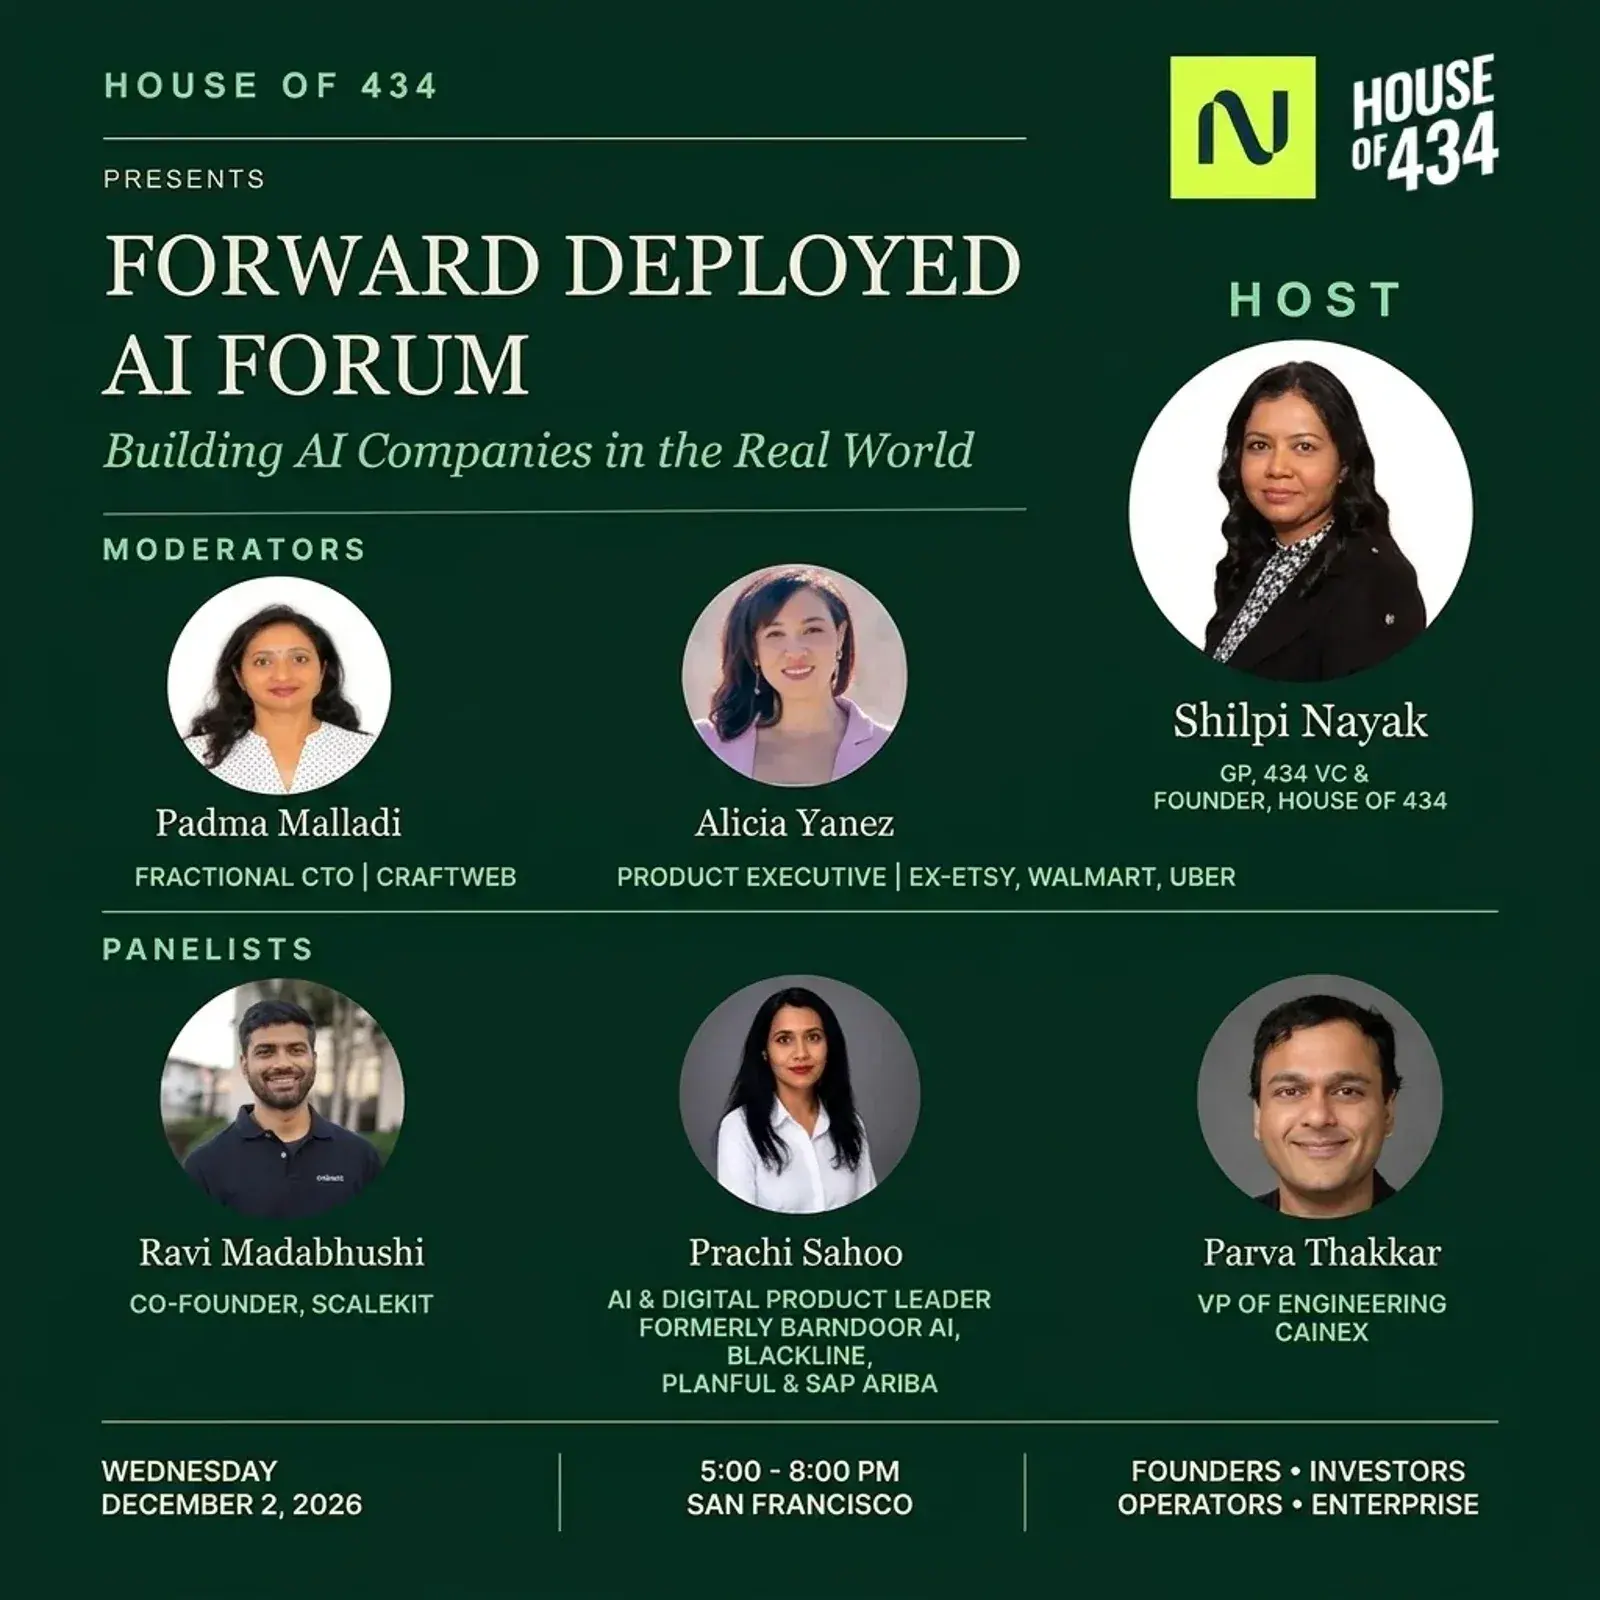 HOUSE OF 434
PRESENTS
FORWARD DEPLOYED
AI FORUM
Building AI Companies in the Real World
N
HOUSE
OF 434
HOST
Shilpi Nayak
GP, 434 VC &
FOUNDER, HOUSE OF 434
MODERATORS
Padma Malladi
FRACTIONAL CTO | CRAFTWEB
Alicia Yanez
PRODUCT EXECUTIVE | EX-ETSY, WALMART, UBER
PANELISTS
Ravi Madabhushi
CO-FOUNDER, SCALEKIT
Prachi Sahoo
AI & DIGITAL PRODUCT LEADER
FORMERLY BARNDOOR AI,
BLACKLINE,
PLANFUL & SAP ARIBA
Parva Thakkar
VP OF ENGINEERING
CAINEX
WEDNESDAY
DECEMBER 2, 2026
5:00 - 8:00 PM
SAN FRANCISCO
FOUNDERS • INVESTORS
OPERATORS • ENTERPRISE